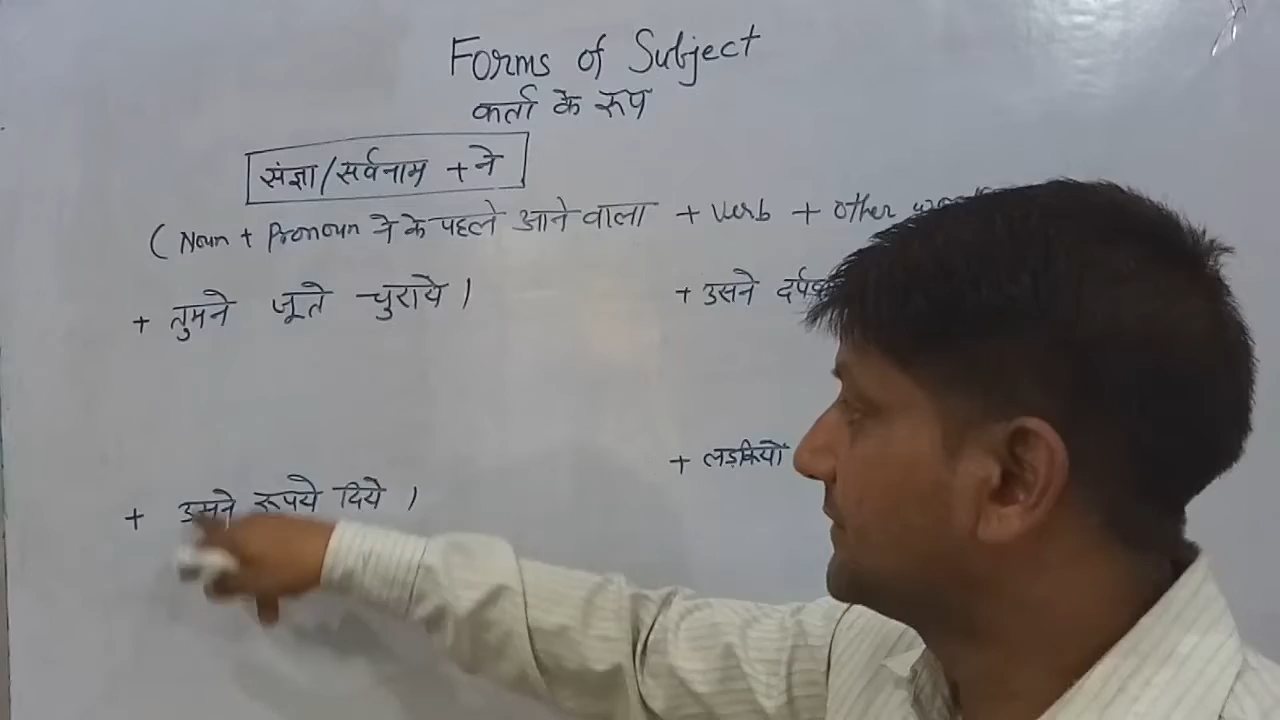 Forms of Subject
कर्ता के रूप
संज्ञा/सर्वनाम + ने
( Noun + Pronoun ने के पहले आने वाला + Verb + Other
+ तुमने जूते चुराये ।
+ उसने
+ लड़कियों
+ उसने रूपये दिये ।